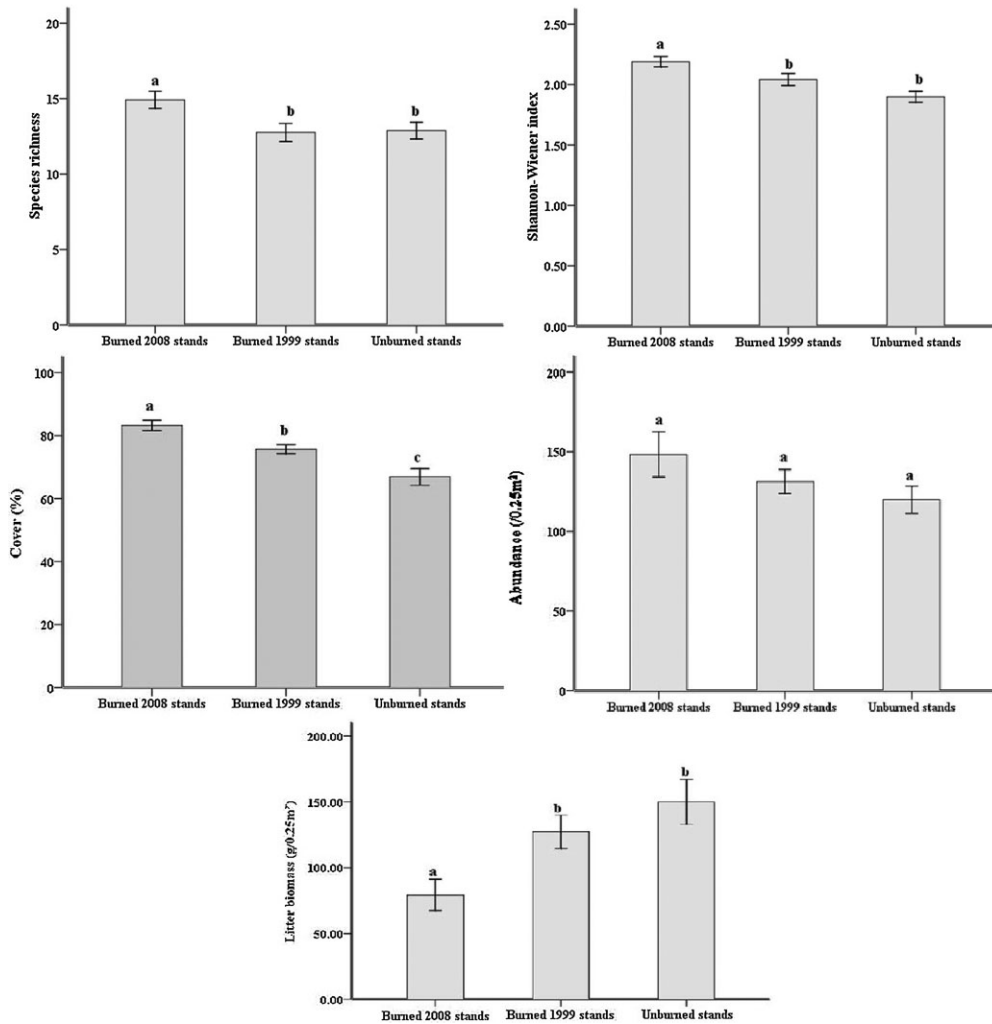 Species richness
20
15
10
5
0
a
b
b
Burned 2008 stands
Burned 1999 stands
Unburned stands
Shannon-Wiener index
2.50
2.00
1.50
1.00
0.50
0.00
a
b
b
Burned 2008 stands
Burned 1999 stands
Unburned stands
Cover (%)
100
80
60
40
20
0
a
b
c
Burned 2008 stands
Burned 1999 stands
Unburned stands
Abundance (/0.25m²)
200
150
100
50
0
a
a
a
Burned 2008 stands
Burned 1999 stands
Unburned stands
Litter biomass (g/0.25m²)
200.00
150.00
100.00
50.00
0.00
a
b
b
Burned 2008 stands
Burned 1999 stands
Unburned stands